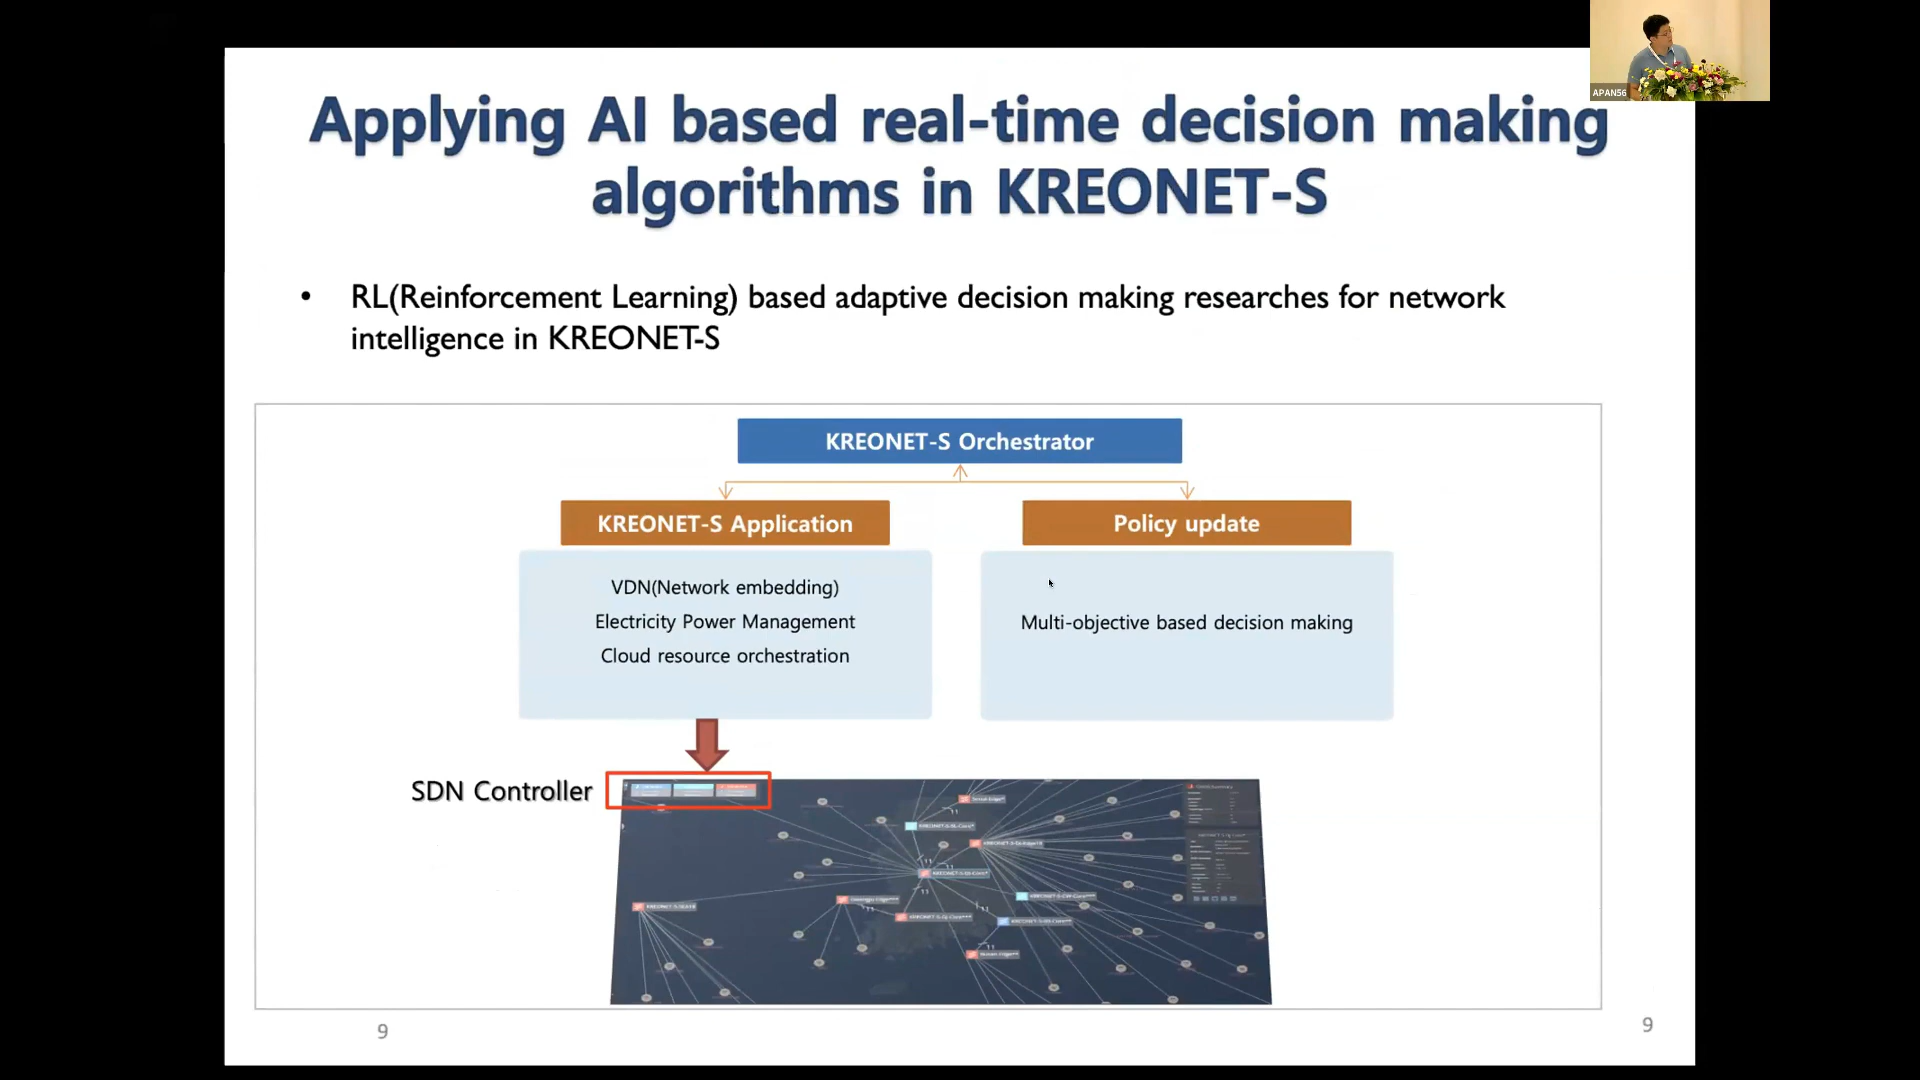 APAN56
Applying AI based real-time decision making
algorithms in KREONET-S
• RL(Reinforcement Learning) based adaptive decision making researches for network
intelligence in KREONET-S
KREONET-S Orchestrator
KREONET-S Application
Policy update
VDN(Network embedding)
Electricity Power Management
Cloud resource orchestration
Multi-objective based decision making
SDN Controller
9
9